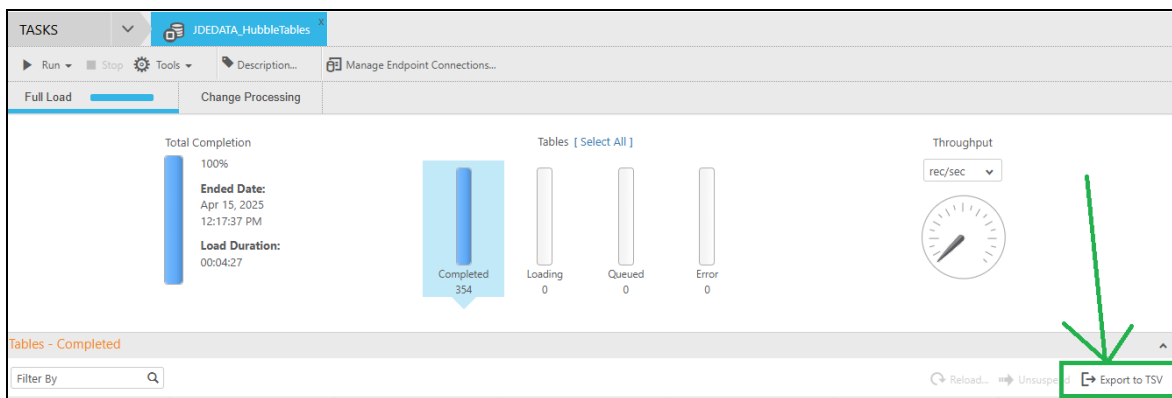 TASKS
JDEDATA_HubbleTables
x
Run
Stop
Tools
Description...
Manage Endpoint Connections...
Full Load
Change Processing
Total Completion
100%
Ended Date:
Apr 15, 2025
12:17:37 PM
Load Duration:
00:04:27
Tables [ Select All ]
Completed
354
Loading
0
Queued
0
Error
0
Throughput
rec/sec
Tables - Completed
Filter By
Reload...
Unsuspend
Export to TSV